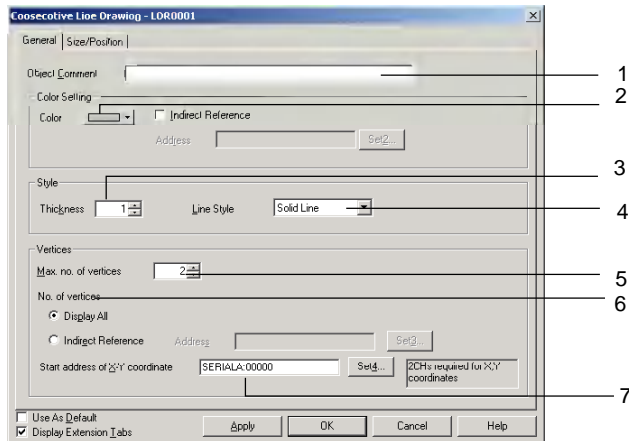 Coosecotive Lioe Drawiog - LOR0001
General Size/Position
Object Comment 1
Color Setting 2
Color Indirect Reference
Address Set2...
Style 3
Thickness 1 Line Style Solid Line 4
Vertices
Max. no. of vertices 2 5
No. of vertices 6
Display All
Indirect Reference Address Set3...
Start address of X-Y coordinate SERIALA:00000 Set4... 2CHs required for X,Y
coordinates
7
Use As Default
Display Extension Tabs Apply OK Cancel Help